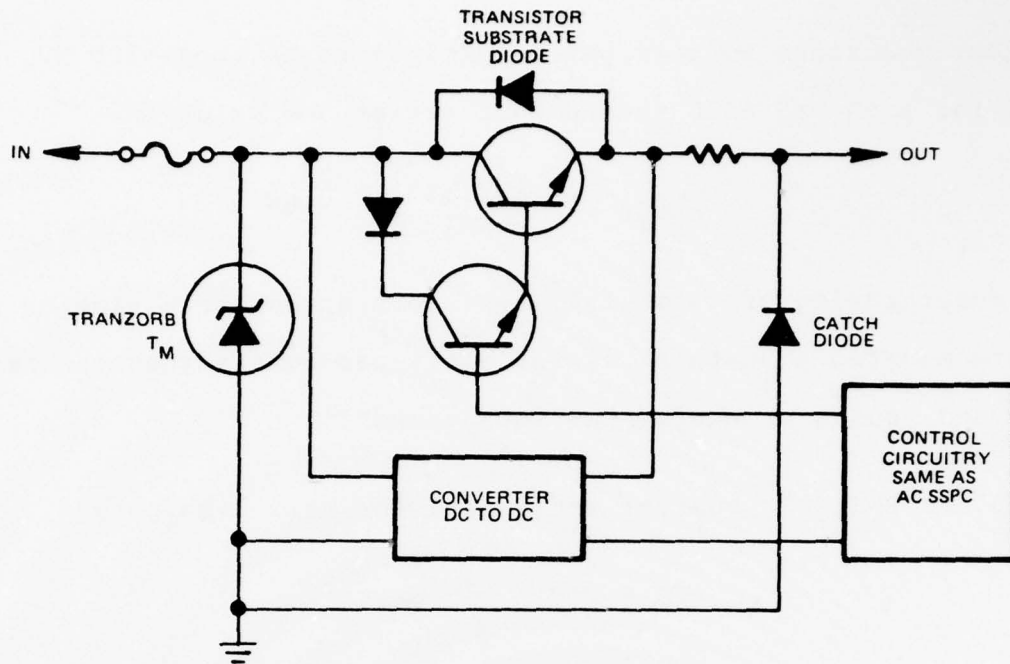 TRANSISTOR
SUBSTRATE
DIODE
IN
OUT
TRANZORB
TM
CATCH
DIODE
CONVERTER
DC TO DC
CONTROL
CIRCUITRY
SAME AS
AC SSPC